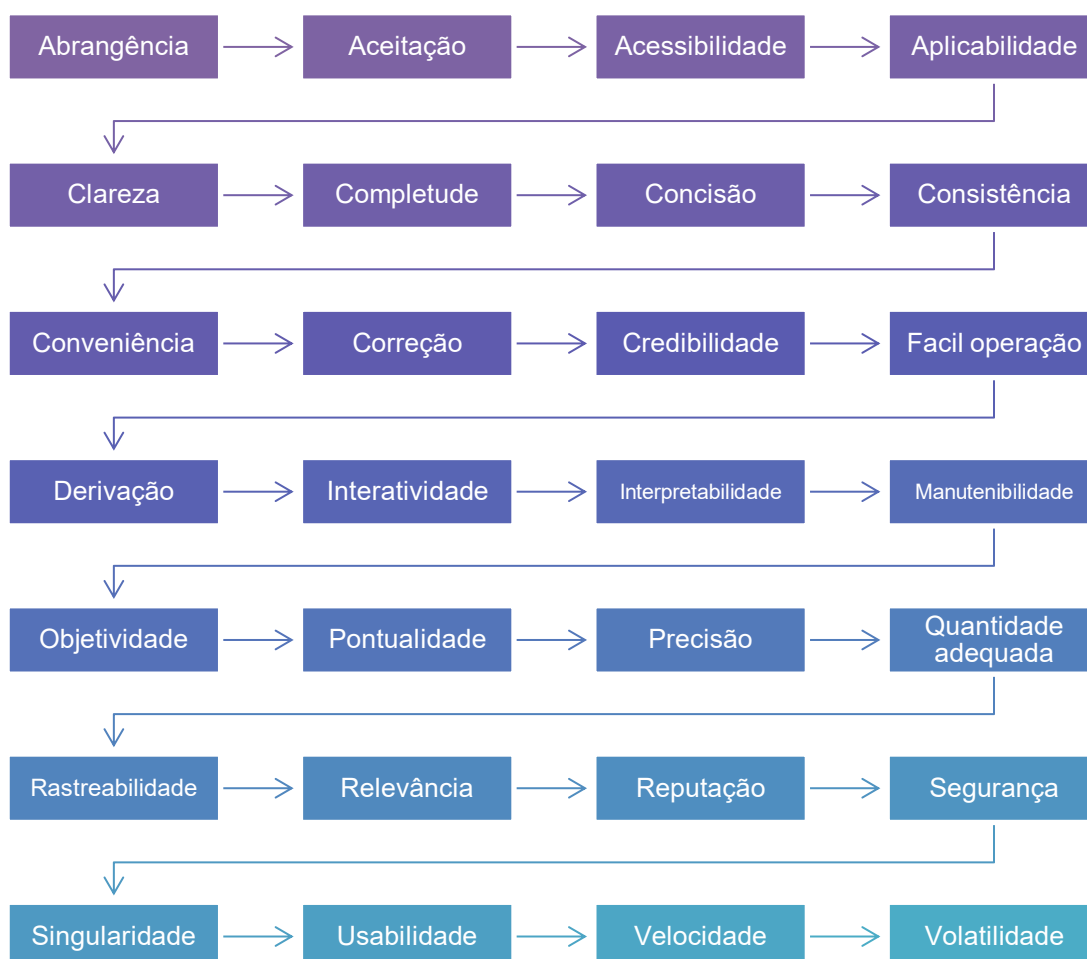 Abrangência
Aceitação
Acessibilidade
Aplicabilidade
Clareza
Completude
Concisão
Consistência
Conveniência
Correção
Credibilidade
Facil operação
Derivação
Interatividade
Interpretabilidade
Manutenibilidade
Objetividade
Pontualidade
Precisão
Quantidade
adequada
Rastreabilidade
Relevância
Reputação
Segurança
Singularidade
Usabilidade
Velocidade
Volatilidade